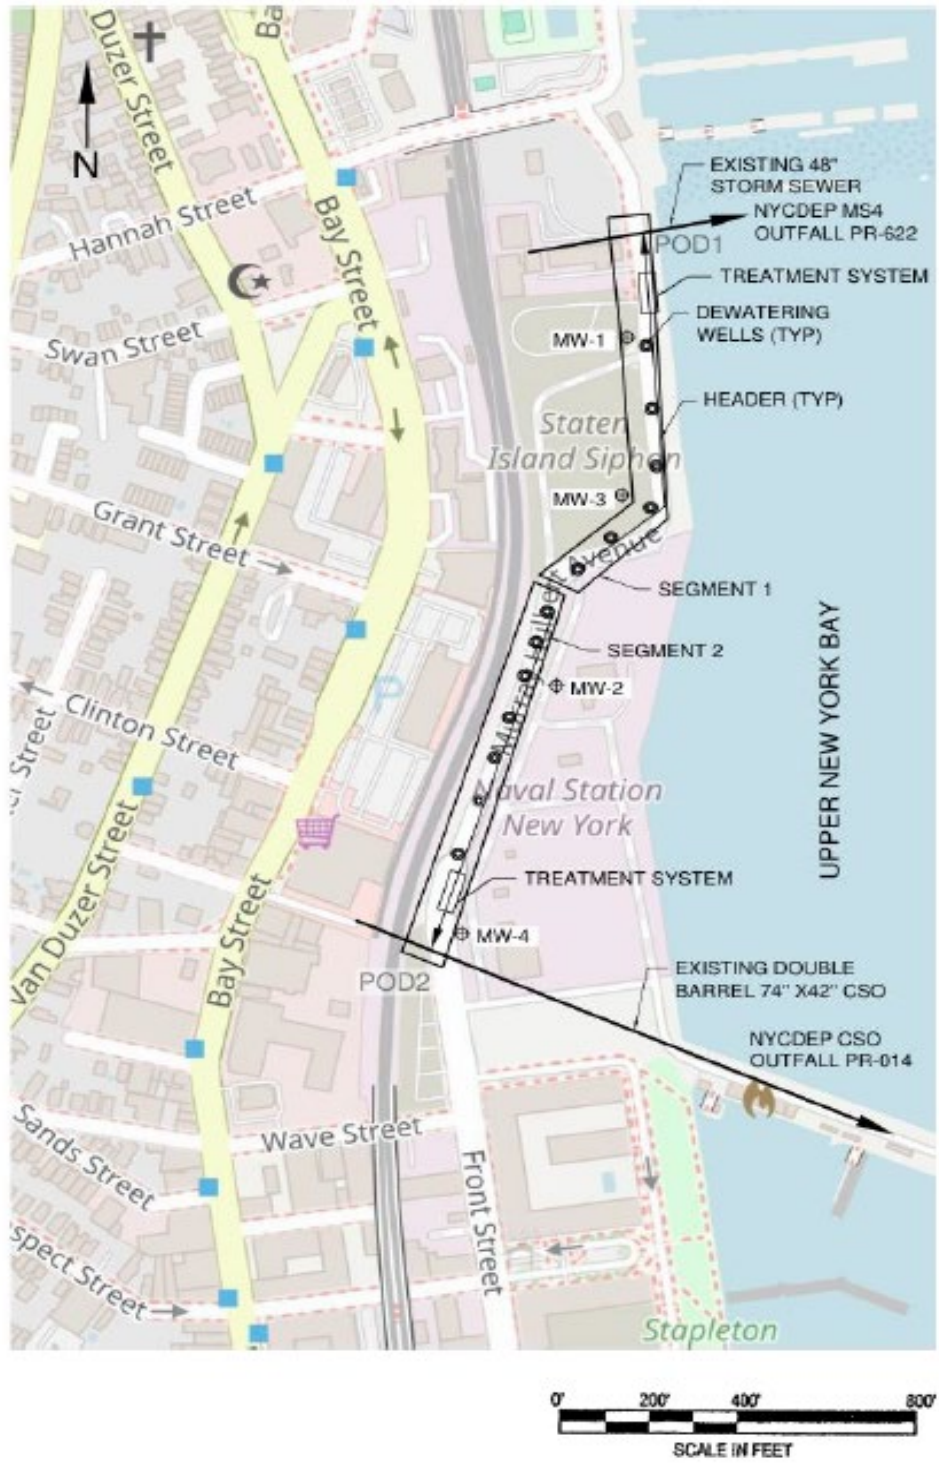 Duzer Street
Ba
N
Hannah Street
Bay Street
EXISTING 48"
STORM SEWER
NYCDEP MS4
OUTFALL PR-622
POD1
TREATMENT SYSTEM
DEWATERING
WELLS (TYP)
MW-1
Swan Street
HEADER (TYP)
Staten
Island Siphon
MW-3
Grant Street
SEGMENT 1
SEGMENT 2
MW-2
P
Clinton Street
UPPER NEW YORK BAY
Naval Station
New York
TREATMENT SYSTEM
MW-4
Van Duzer Street
Bay Street
POD2
EXISTING DOUBLE
BARREL 74" X42" CSO
NYCDEP CSO
OUTFALL PR-014
Wave Street
Sands Street
Front Street
spect Street
Stapleton
0' 200' 400' 800'
SCALE IN FEET